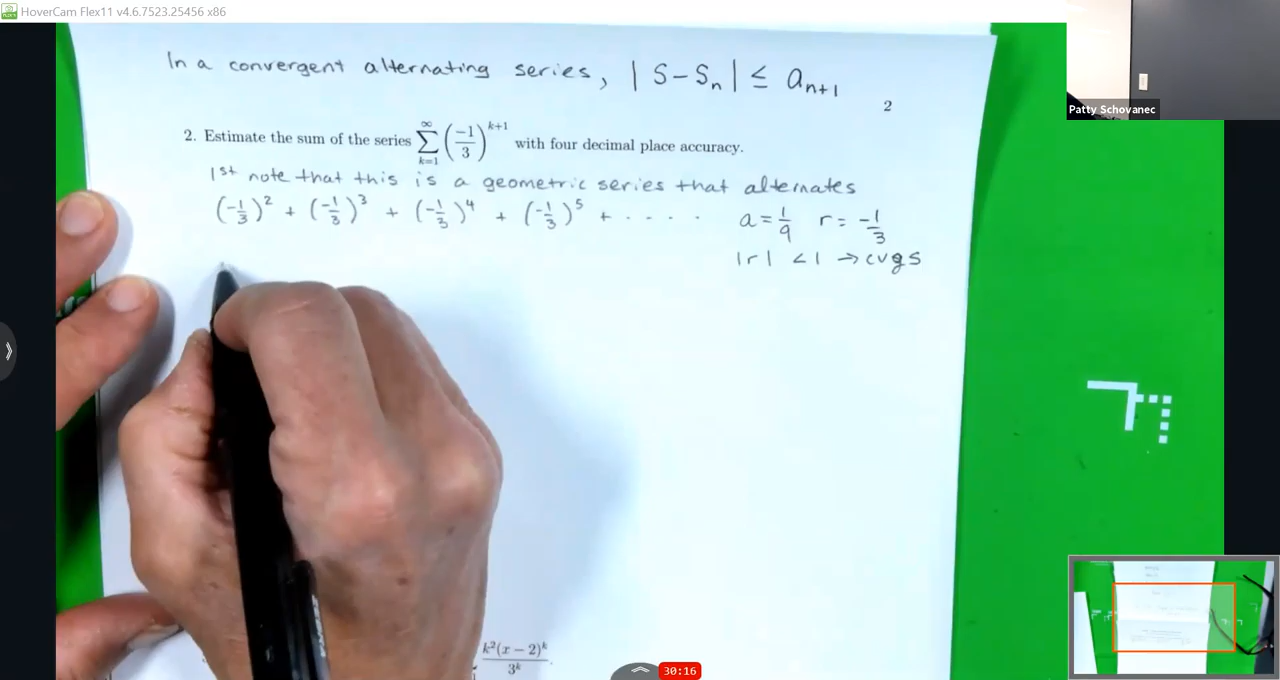 HoverCam Flex11 v4.6.7523.25456 x86
In a convergent alternating series, |S-Sₙ| ≤ aₙ₊₁
Patty Schovanec
2
2. Estimate the sum of the series ∑_{k=1}^{∞} (-1/3)^{k+1} with four decimal place accuracy.
1st note that this is a geometric series that alternates
(-1/3)² + (-1/3)³ + (-1/3)⁴ + (-1/3)⁵ + ····· a = 1/9 r = -1/3
|r| < 1 → cvgs
k²(x − 2)ᵏ / 3ᵏ.
30:16